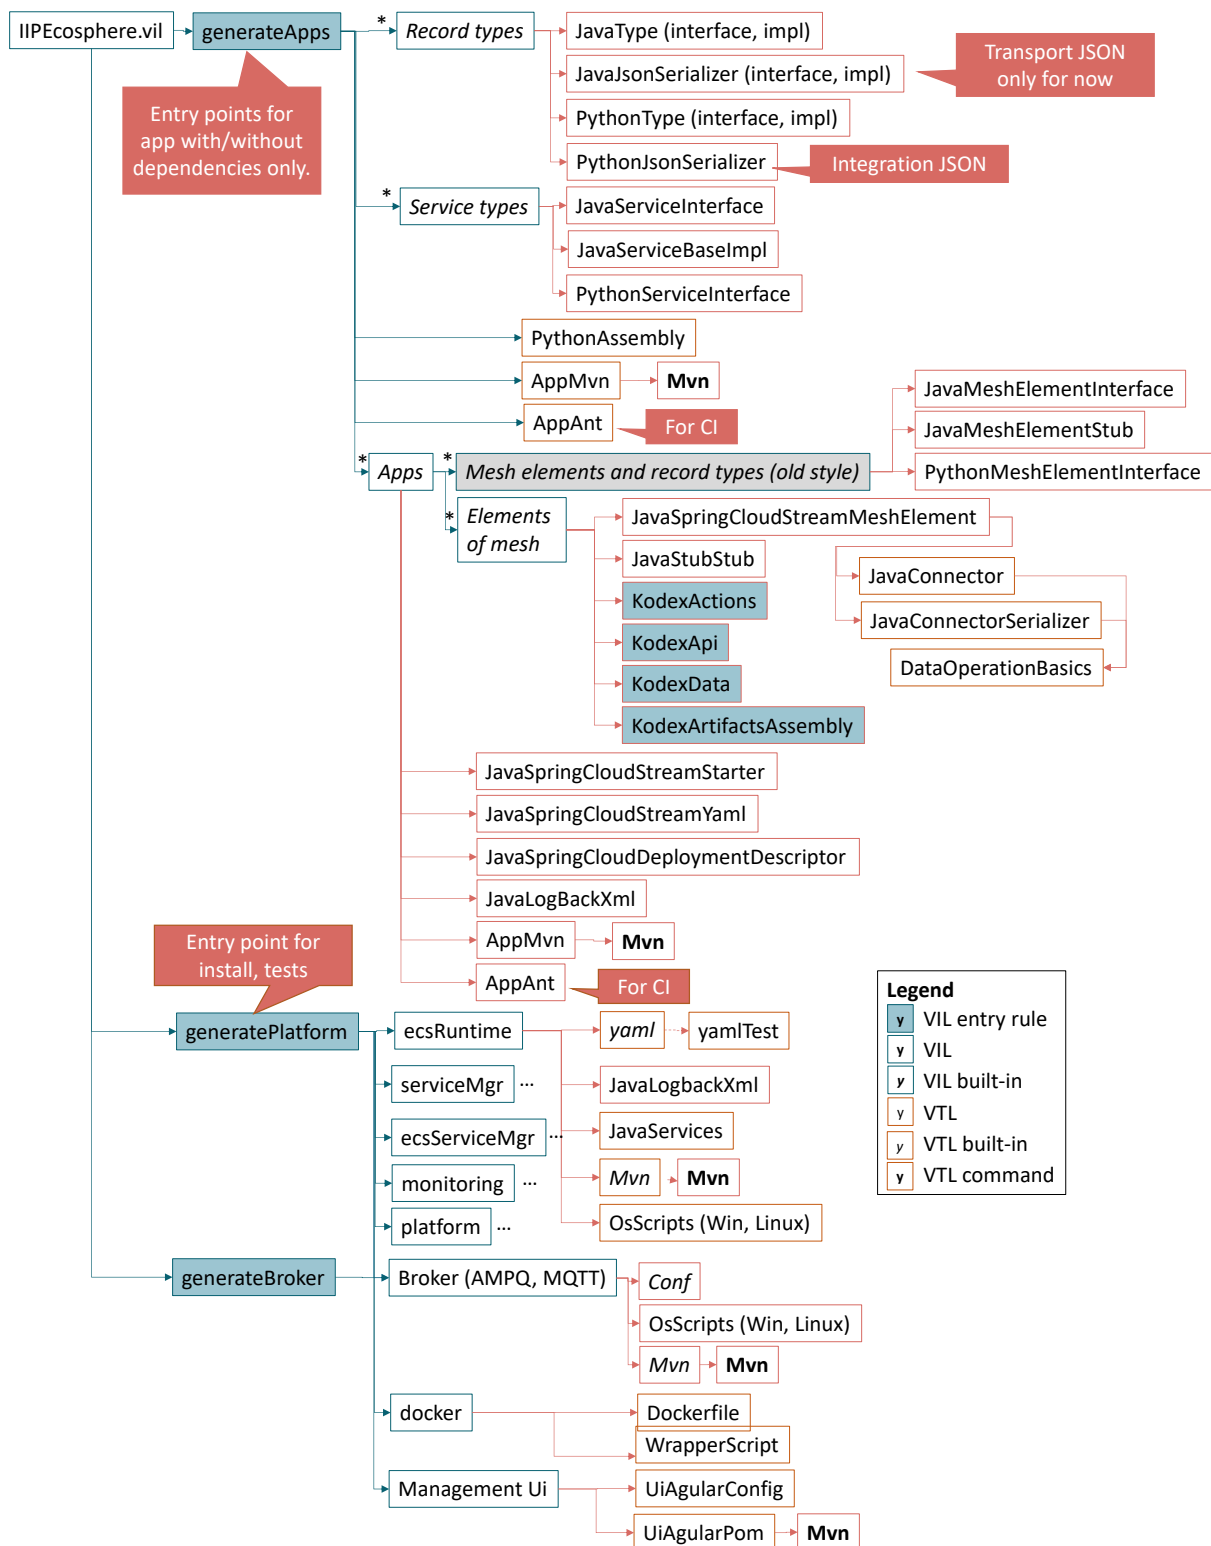 IIPEcosphere.vil
generateApps
*
Record types
JavaType (interface, impl)
JavaJsonSerializer (interface, impl)
Transport JSON
only for now
PythonType (interface, impl)
PythonJsonSerializer
Integration JSON
Entry points for
app with/without
dependencies only.
*
Service types
JavaServiceInterface
JavaServiceBaseImpl
PythonServiceInterface
PythonAssembly
AppMvn
Mvn
AppAnt
For CI
*
Apps
*
Mesh elements and record types (old style)
JavaMeshElementInterface
JavaMeshElementStub
PythonMeshElementInterface
*
Elements
of mesh
JavaSpringCloudStreamMeshElement
JavaStubStub
KodexActions
KodexApi
KodexData
KodexArtifactsAssembly
JavaConnector
JavaConnectorSerializer
DataOperationBasics
JavaSpringCloudStreamStarter
JavaSpringCloudStreamYaml
JavaSpringCloudDeploymentDescriptor
JavaLogBackXml
AppMvn
Mvn
AppAnt
For CI
Entry point for
install, tests
generatePlatform
ecsRuntime
yaml
yamlTest
serviceMgr
...
JavaLogbackXml
ecsServiceMgr
...
JavaServices
monitoring
...
Mvn
Mvn
platform
...
OsScripts (Win, Linux)
Legend
y VIL entry rule
y VIL
y VIL built-in
y VTL
y VTL built-in
y VTL command
generateBroker
Broker (AMPQ, MQTT)
Conf
OsScripts (Win, Linux)
Mvn
Mvn
docker
Dockerfile
WrapperScript
Management Ui
UiAgularConfig
UiAgularPom
Mvn